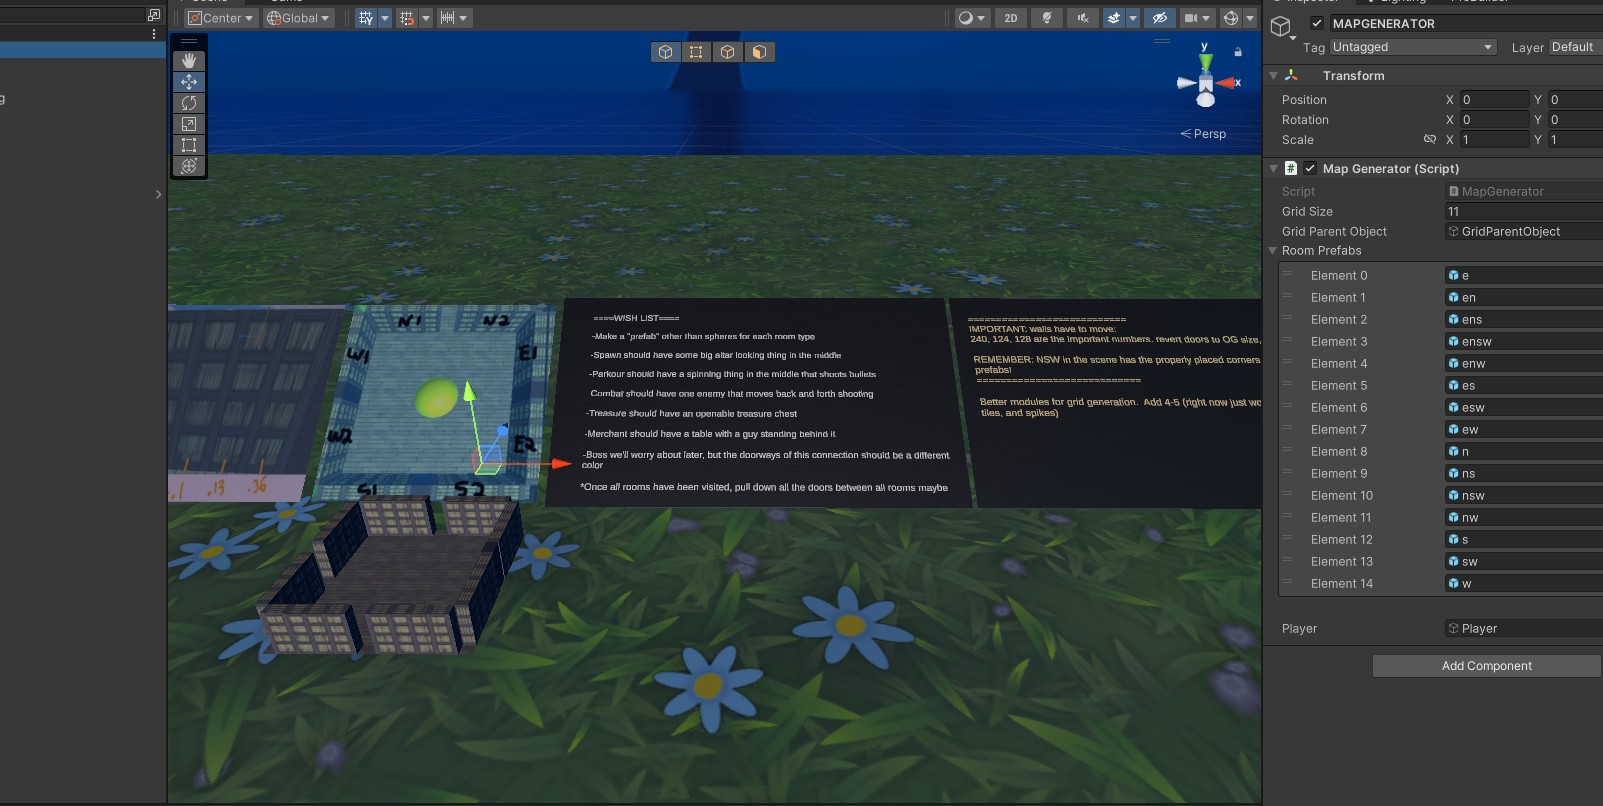 Center
Global
2D
MAPGENERATOR
Tag Untagged Layer Default
Transform
Position X 0 Y 0
Rotation X 0 Y 0
Scale X 1 Y 1
Map Generator (Script)
Script MapGenerator
Grid Size 11
Grid Parent Object GridParentObject
Room Prefabs
Element 0 e
Element 1 en
Element 2 ens
Element 3 ensw
Element 4 enw
Element 5 es
Element 6 esw
Element 7 ew
Element 8 n
Element 9 ns
Element 10 nsw
Element 11 nw
Element 12 s
Element 13 sw
Element 14 w
Player Player
Add Component
y
x
< Persp
g
N1 N2
W1 E1
W2 E2
S1 S2
.1 .13 .36
====WISH LIST====
-Make a "prefab" other than spheres for each room type
-Spawn should have some big altar looking thing in the middle
-Parkour should have a spinning thing in the middle that shoots bullets
Combat should have one enemy that moves back and forth shooting
-Treasure should have an openable treasure chest
-Merchant should have a table with a guy standing behind it
-Boss we'll worry about later, but the doorways of this connection should be a different
color
*Once all rooms have been visited, pull down all the doors between all rooms maybe
===========================
IMPORTANT: walls have to move:
240, 124, 128 are the important numbers. revert doors to OG size,
REMEMBER: NSW in the scene has the properly placed corners
prefabs!
===========================
Better modules for grid generation. Add 4-5 (right now just wo
tiles, and spikes)